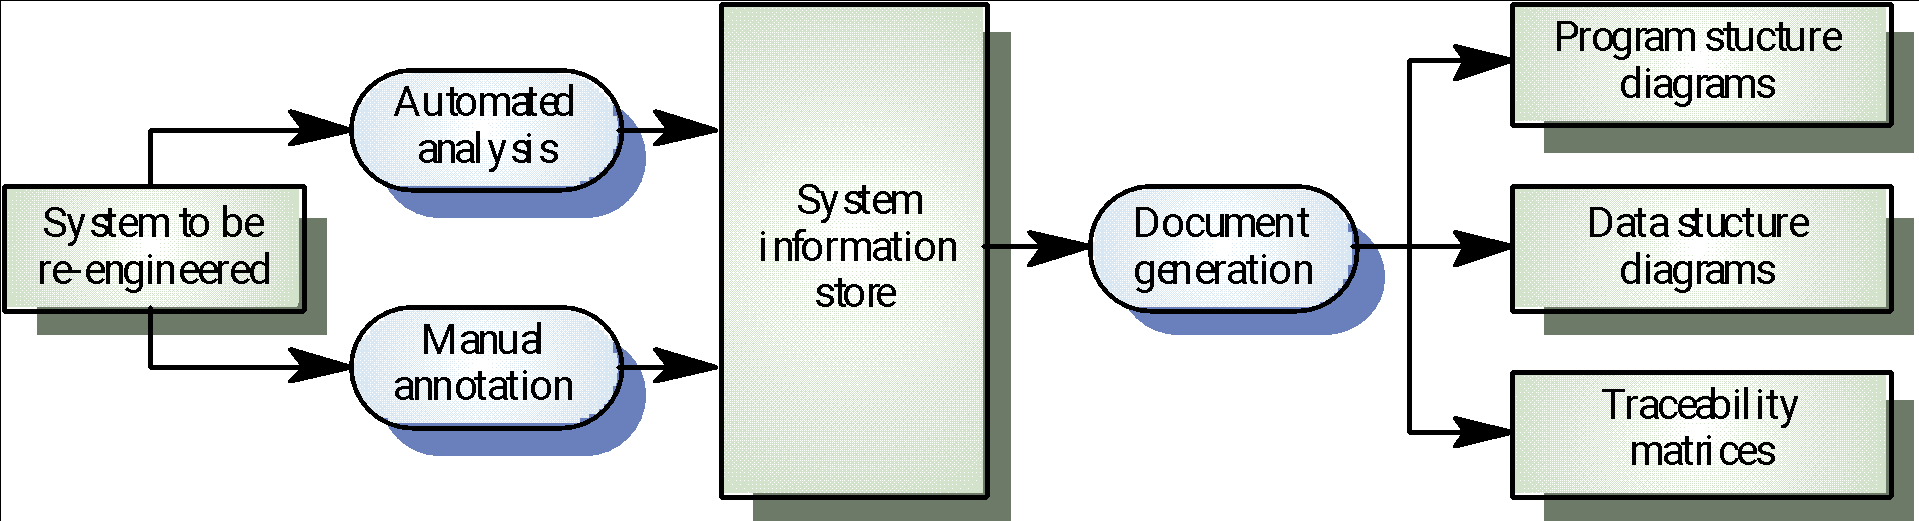 Automated
analysis
System to be
re-engineered
Manual
annotation
System
information
store
Document
generation
Program stucture
diagrams
Data stucture
diagrams
Traceability
matrices